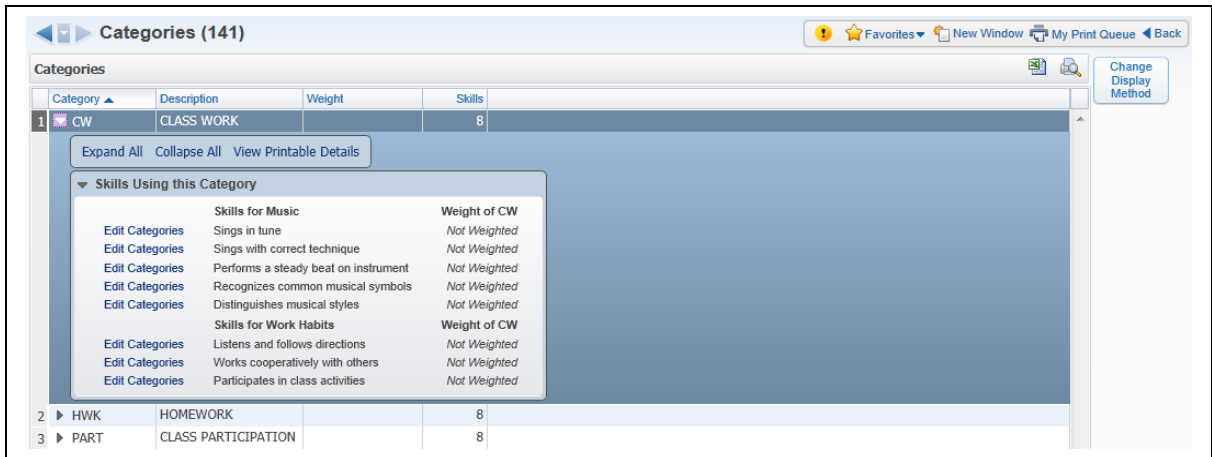 Categories (141)
Favorites New Window My Print Queue Back
Categories
Change
Display
Method
Category Description Weight Skills
1 CW CLASS WORK 8
Expand All Collapse All View Printable Details
Skills Using this Category
Skills for Music Weight of CW
Edit Categories Sings in tune Not Weighted
Edit Categories Sings with correct technique Not Weighted
Edit Categories Performs a steady beat on instrument Not Weighted
Edit Categories Recognizes common musical symbols Not Weighted
Edit Categories Distinguishes musical styles Not Weighted
Skills for Work Habits Weight of CW
Edit Categories Listens and follows directions Not Weighted
Edit Categories Works cooperatively with others Not Weighted
Edit Categories Participates in class activities Not Weighted
2 HWK HOMEWORK 8
3 PART CLASS PARTICIPATION 8